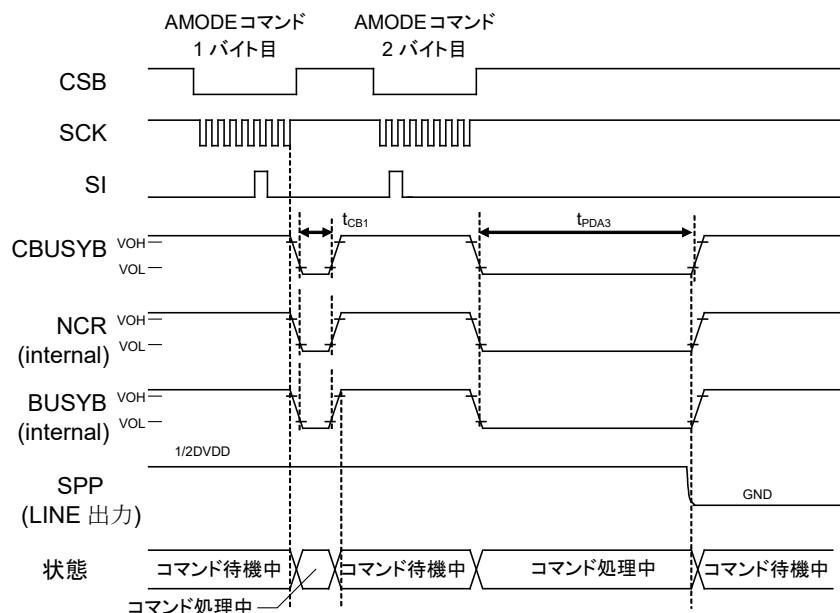 AMODEコマンド
1 バイト目
AMODEコマンド
2 バイト目
CSB
SCK
SI
tCB1
tPDA3
CBUSYB
VOH
VOL
NCR
(internal)
VOH
VOL
BUSYB
(internal)
VOH
VOL
1/2DVDD
SPP
(LINE 出力)
GND
状態
コマンド待機中
コマンド待機中
コマンド処理中
コマンド待機中
コマンド処理中